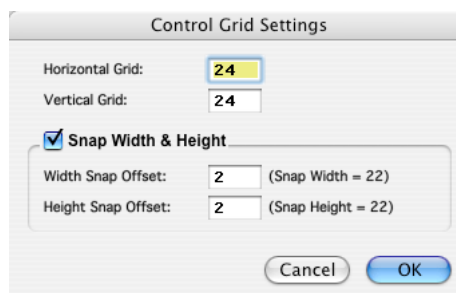 Control Grid Settings
Horizontal Grid: 24
Vertical Grid: 24
Snap Width & Height
Width Snap Offset: 2 (Snap Width = 22)
Height Snap Offset: 2 (Snap Height = 22)
Cancel OK